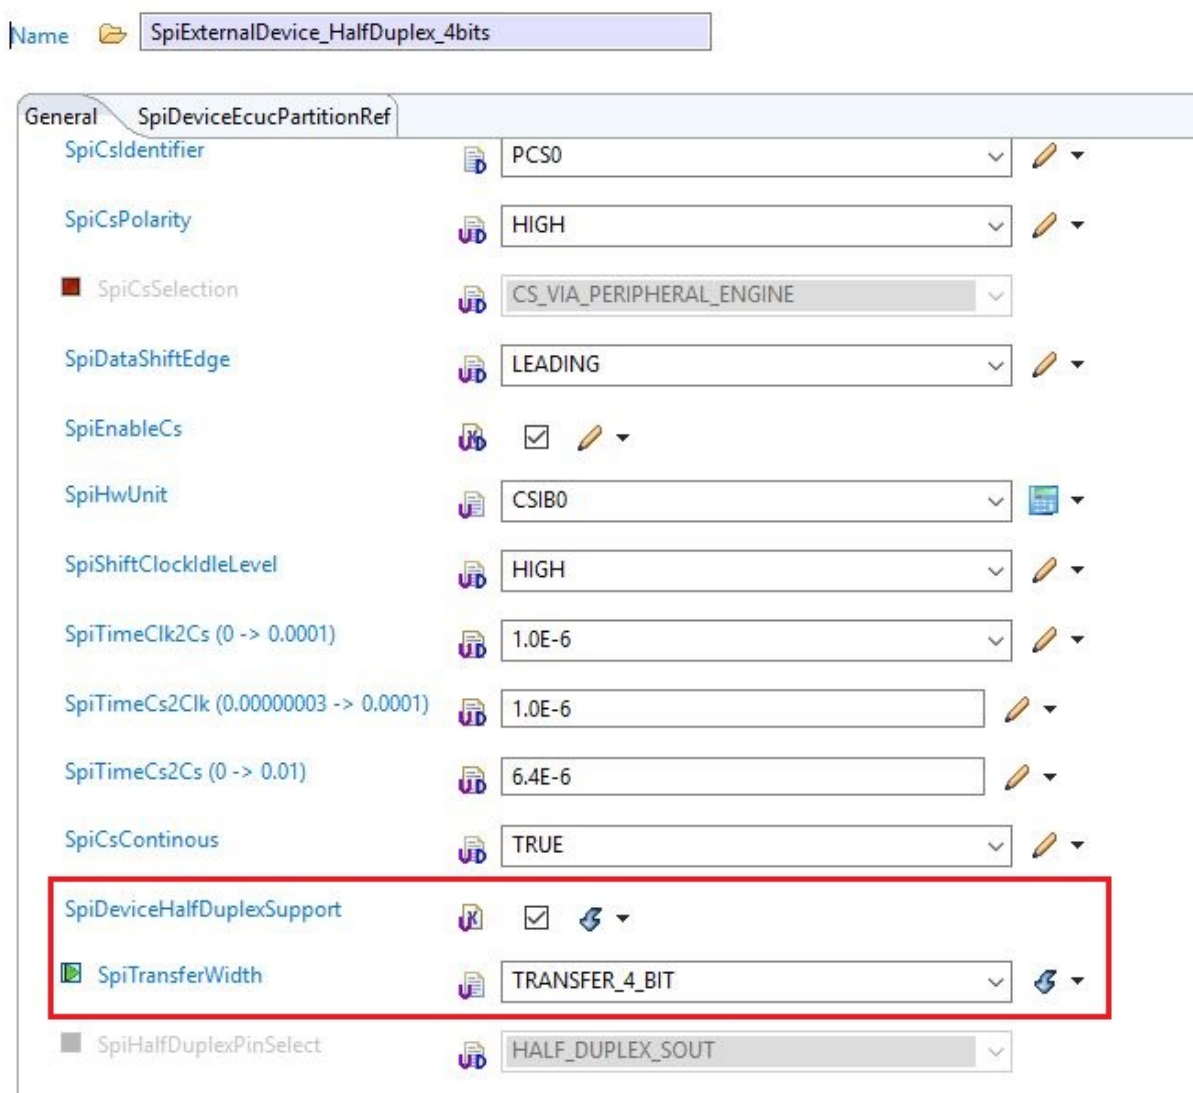 Name SpiExternalDevice_HalfDuplex_4bits
General SpiDeviceEcucPartitionRef
SpiCsIdentifier PCS0
SpiCsPolarity HIGH
SpiCsSelection CS_VIA_PERIPHERAL_ENGINE
SpiDataShiftEdge LEADING
SpiEnableCs
SpiHwUnit CSIB0
SpiShiftClockIdleLevel HIGH
SpiTimeClk2Cs (0 -> 0.0001) 1.0E-6
SpiTimeCs2Clk (0.00000003 -> 0.0001) 1.0E-6
SpiTimeCs2Cs (0 -> 0.01) 6.4E-6
SpiCsContinous TRUE
SpiDeviceHalfDuplexSupport
SpiTransferWidth TRANSFER_4_BIT
SpiHalfDuplexPinSelect HALF_DUPLEX_SOUT